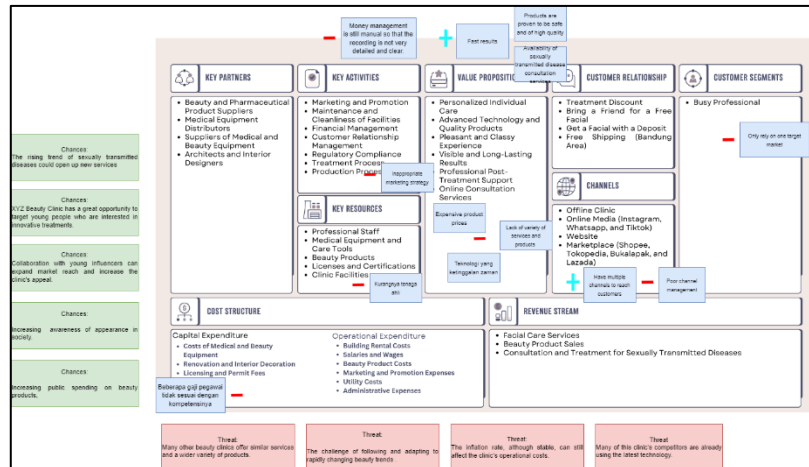 Money management
is still manual so that the
recording is not very
detailed and clear.
Fast results
Products are
proven to be safe
and of high quality
Availability of
sexually
transmitted disease
consultation
services
KEY PARTNERS
Beauty and Pharmaceutical
Product Suppliers
Medical Equipment
Distributors
Suppliers of Medical and
Beauty Equipment
Architects and Interior
Designers
KEY ACTIVITIES
Marketing and Promotion
Maintenance and
Cleanliness of Facilities
Financial Management
Customer Relationship
Management
Regulatory Compliance
Treatment Process
Production Process
Inappropriate
marketing strategy
KEY RESOURCES
Professional Staff
Medical Equipment and
Care Tools
Beauty Products
Licenses and Certifications
Clinic Facilities
Kurangnya tenaga
ahli
VALUE PROPOSITION
Personalized Individual
Care
Advanced Technology and
Quality Products
Pleasant and Classy
Experience
Visible and Long-Lasting
Results
Professional Post-
Treatment Support
Online Consultation
Services
Expensive product
prices
Lack of variety of
services and
products
Teknologi yang
ketinggalan zaman
CUSTOMER RELATIONSHIP
Treatment Discount
Bring a Friend for a Free
Facial
Get a Facial with a Deposit
Free Shipping (Bandung
Area)
CHANNELS
Offline Clinic
Online Media (Instagram,
Whatsapp, and Tiktok)
Website
Marketplace (Shopee,
Tokopedia, Bukalapak, and
Lazada)
Have multiple
channels to reach
customers
Poor channel
management
CUSTOMER SEGMENTS
Busy Professional
Only rely on one target
market
COST STRUCTURE
Capital Expenditure
Costs of Medical and Beauty
Equipment
Renovation and Interior Decoration
Licensing and Permit Fees
Operational Expenditure
Building Rental Costs
Salaries and Wages
Beauty Product Costs
Marketing and Promotion Expenses
Utility Costs
Administrative Expenses
Beberapa gaji pegawai
tidak sesuai dengan
kompetensinya
REVENUE STREAM
Facial Care Services
Beauty Product Sales
Consultation and Treatment for Sexually Transmitted Diseases
Chances:
The rising trend of sexually transmitted
diseases could open up new services
Chances:
XYZ Beauty Clinic has a great opportunity to
target young people who are interested in
innovative treatments.
Chances:
Collaboration with young influencers can
expand market reach and increase the
clinic's appeal.
Chances:
Increasing awareness of appearance in
society.
Chances:
Increasing public spending on beauty
products,
Threat:
Many other beauty clinics offer similar services
and a wider variety of products.
Threat:
The challenge of following and adapting to
rapidly changing beauty trends .
Threat:
The inflation rate, although stable, can still
affect the clinic's operational costs.
Threat:
Many of this clinic's competitors are already
using the latest technology.